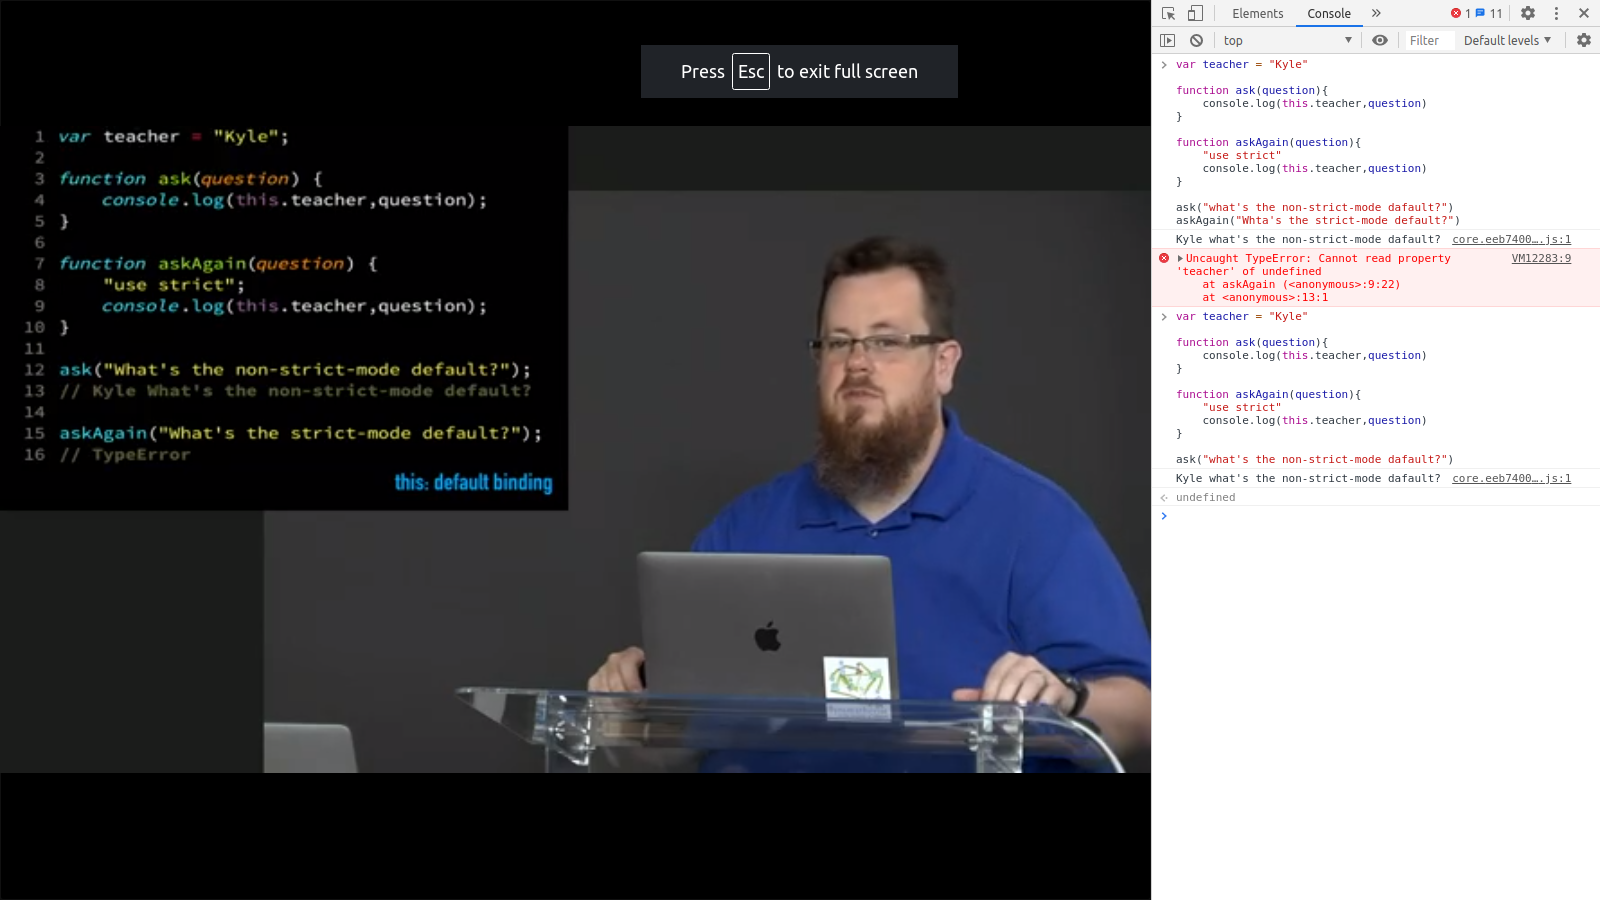 Press Esc to exit full screen
1 var teacher = "Kyle";
2
3 function ask(question) {
4 console.log(this.teacher,question);
5 }
6
7 function askAgain(question) {
8 "use strict";
9 console.log(this.teacher,question);
10 }
11
12 ask("What's the non-strict-mode default?");
13 // Kyle What's the non-strict-mode default?
14
15 askAgain("What's the strict-mode default?");
16 // TypeError
this: default binding
Elements Console » 1 11
top Filter Default levels
var teacher = "Kyle"
function ask(question){
console.log(this.teacher,question)
}
function askAgain(question){
"use strict"
console.log(this.teacher,question)
}
ask("what's the non-strict-mode dafault?")
askAgain("Whta's the strict-mode default?")
Kyle what's the non-strict-mode dafault? core.eeb7400….js:1
Uncaught TypeError: Cannot read property VM12283:9
'teacher' of undefined
at askAgain (<anonymous>:9:22)
at <anonymous>:13:1
var teacher = "Kyle"
function ask(question){
console.log(this.teacher,question)
}
function askAgain(question){
"use strict"
console.log(this.teacher,question)
}
ask("what's the non-strict-mode dafault?")
Kyle what's the non-strict-mode dafault? core.eeb7400….js:1
undefined